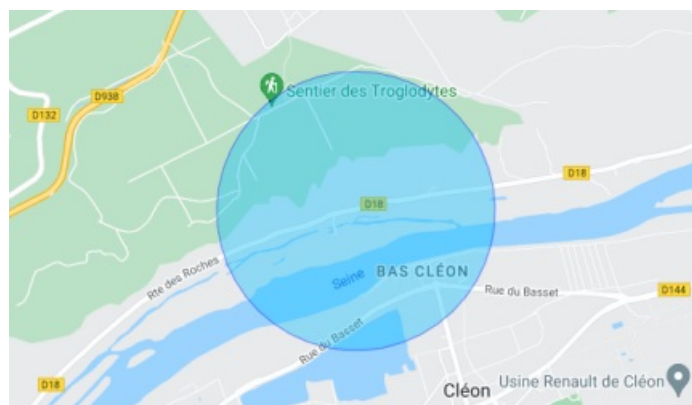 Sentier des Troglodytes
D938
D132
D18
D18
Rte des Roches
Seine
BAS CLÉON
Rue du Basset
D144
Rue du Basset
D18
Cléon
Usine Renault de Cléon